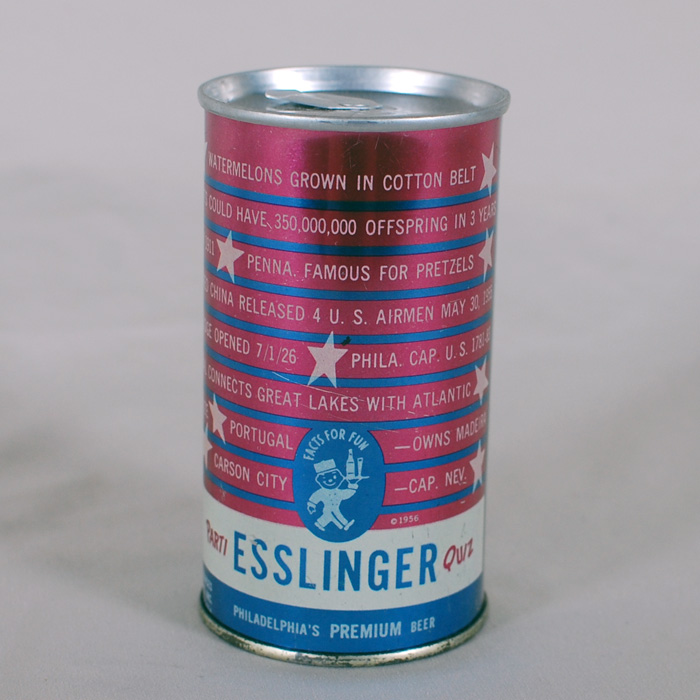 WATERMELONS GROWN IN COTTON BELT
COULD HAVE 350,000,000 OFFSPRING IN 3 YEARS
PENNA. FAMOUS FOR PRETZELS
CHINA RELEASED 4 U. S. AIRMEN MAY 30,
OPENED 7/1/26 PHILA. CAP. U. S.
CONNECTS GREAT LAKES WITH ATLANTIC
PORTUGAL —OWNS MADEIRA
FACTS FOR FUN
CARSON CITY —CAP. NEV.
©1956
PARTI ESSLINGER QUIZ
PHILADELPHIA'S PREMIUM BEER